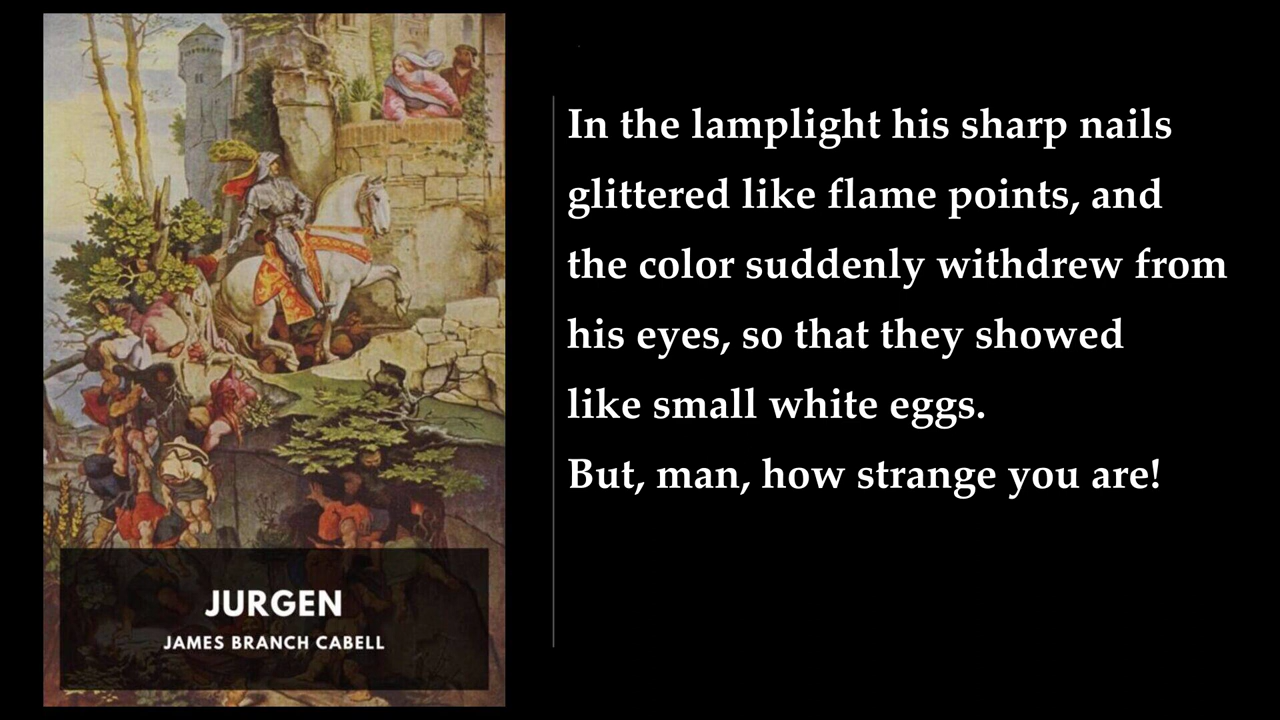 In the lamplight his sharp nails
glittered like flame points, and
the color suddenly withdrew from
his eyes, so that they showed
like small white eggs.
But, man, how strange you are!
JURGEN
JAMES BRANCH CABELL